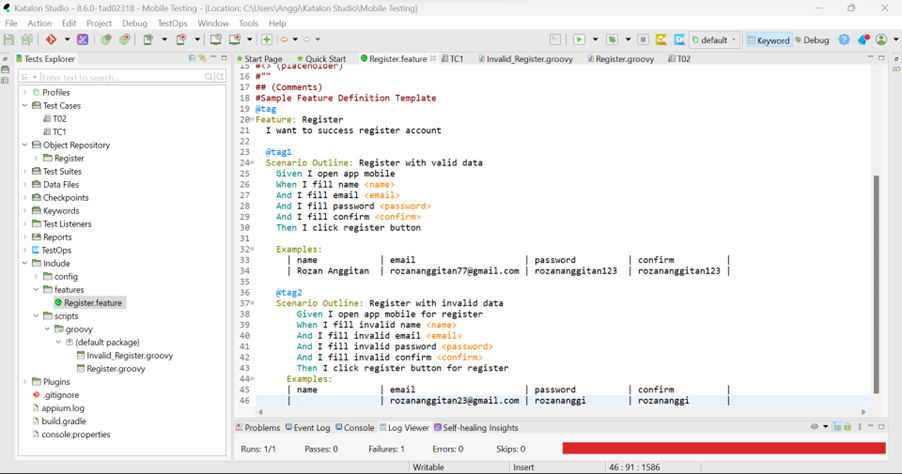 Katalon Studio - 8.6.0-1ad02318 - Mobile Testing - [Location: C:\Users\Anggi\Katalon Studio\Mobile Testing]
File Action Edit Project Debug TestOps Window Tools Help
default Keyword Debug
Tests Explorer
Enter text to search...
Profiles
Test Cases
T02
TC1
Object Repository
Register
Test Suites
Data Files
Checkpoints
Keywords
Test Listeners
Reports
TestOps
Include
config
features
Register.feature
scripts
groovy
(default package)
Invalid_Register.groovy
Register.groovy
Plugins
.gitignore
appium.log
build.gradle
console.properties
Start Page Quick Start Register.feature TC1 Invalid_Register.groovy Register.groovy T02
15 #<> (placeholder)
16 #""
17 ## (Comments)
18 #Sample Feature Definition Template
19 @tag
20 Feature: Register
21 I want to success register account
22
23 @tag1
24 Scenario Outline: Register with valid data
25 Given I open app mobile
26 When I fill name <name>
27 And I fill email <email>
28 And I fill password <password>
29 And I fill confirm <confirm>
30 Then I click register button
31
32 Examples:
33 | name | email | password | confirm |
34 | Rozan Anggitan | rozananggitan77@gmail.com | rozananggitan123 | rozananggitan123 |
35
36 @tag2
37 Scenario Outline: Register with invalid data
38 Given I open app mobile for register
39 When I fill invalid name <name>
40 And I fill invalid email <email>
41 And I fill invalid password <password>
42 And I fill invalid confirm <confirm>
43 Then I click register button for register
44 Examples:
45 | name | email | password | confirm |
46 | | rozananggitan23@gmail.com | rozananggi | rozananggi |
Problems Event Log Console Log Viewer Self-healing Insights
Runs: 1/1 Passes: 0 Failures: 1 Errors: 0 Skips: 0
Writable Insert 46 : 91 : 1586